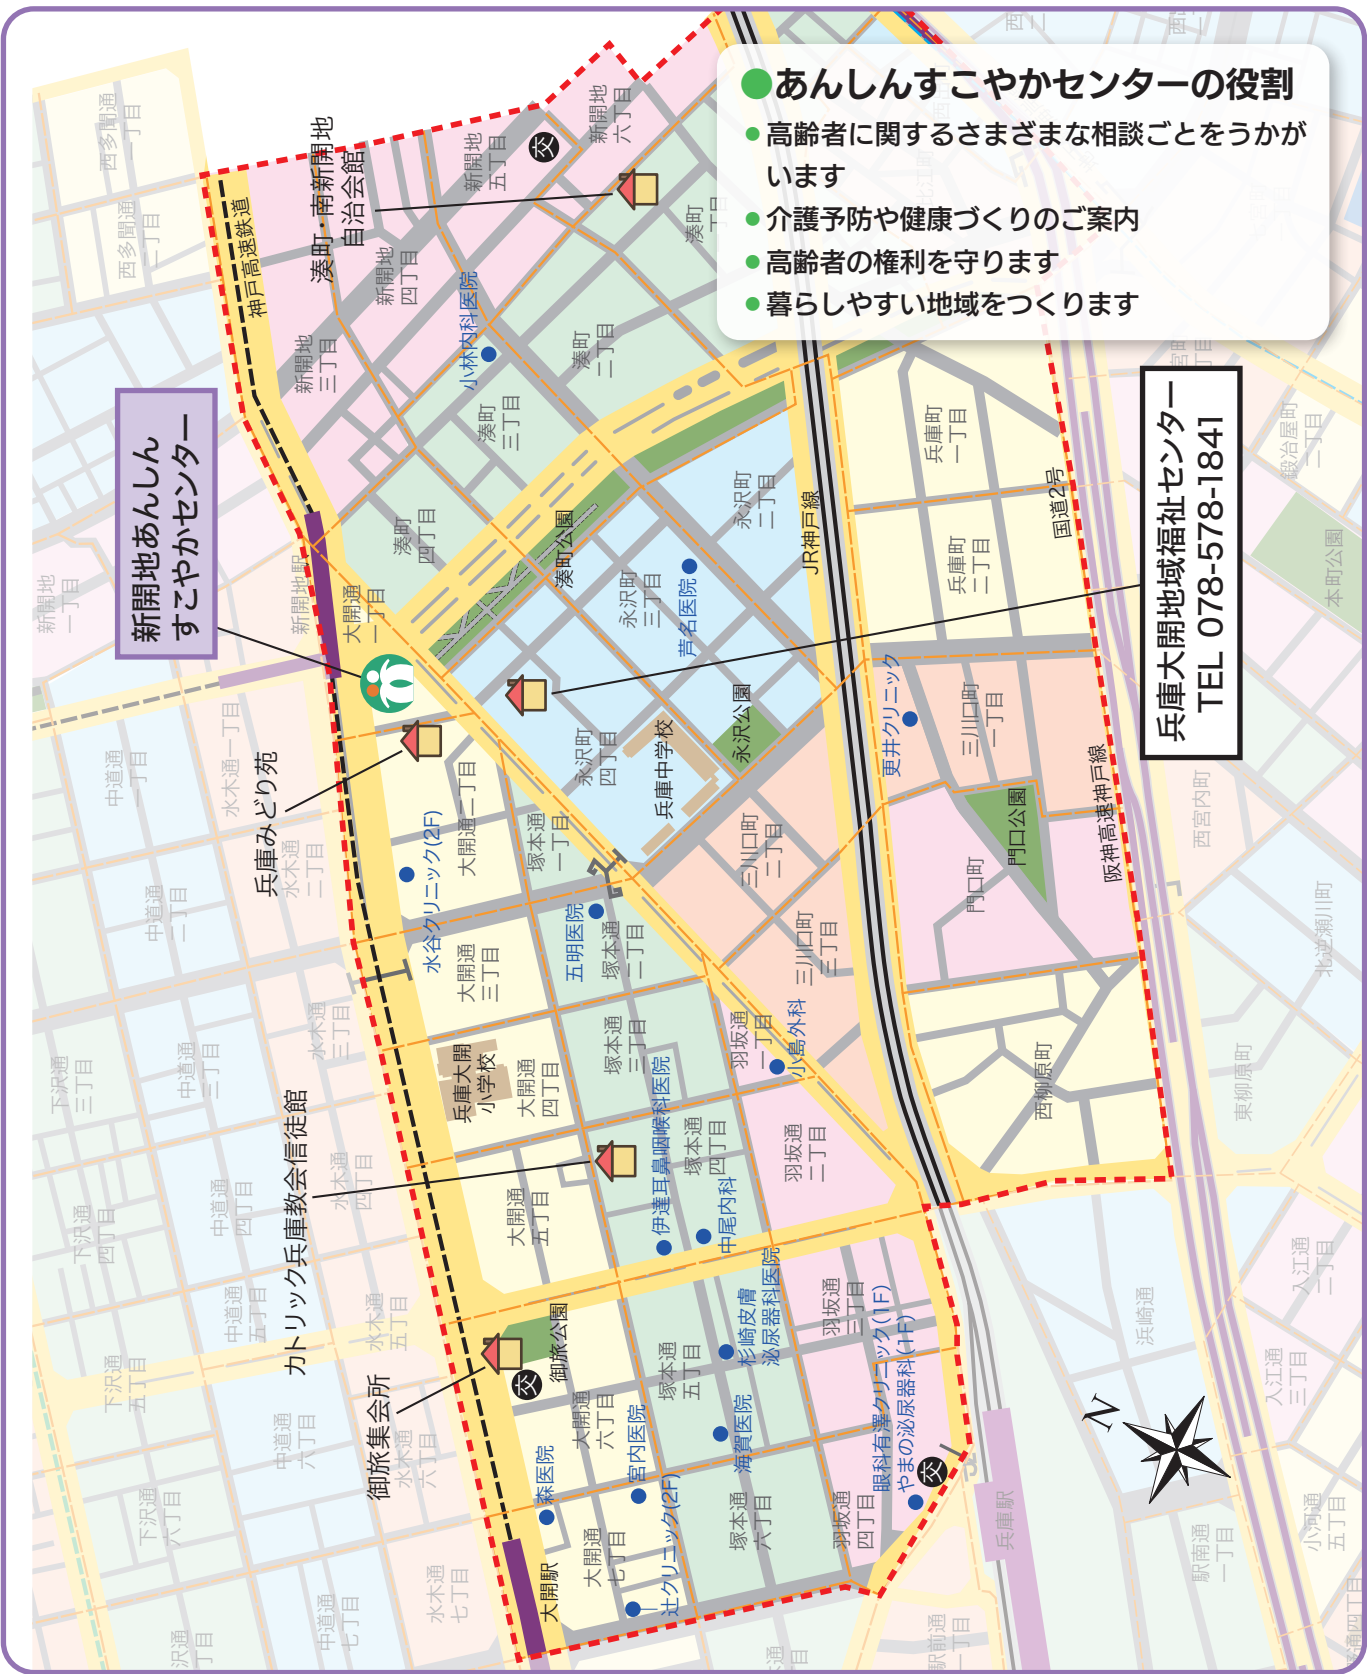 ●あんしんすこやかセンターの役割
●高齢者に関するさまざまな相談ごとをうかが
います
●介護予防や健康づくりのご案内
●高齢者の権利を守ります
●暮らしやすい地域をつくります
新開地あんしん
すこやかセンター
兵庫大開地域福祉センター
TEL 078-578-1841
湊町・南新開地
自治会館
兵庫みどり苑
カトリック兵庫教会信徒館
御旅集会所
神戸高速鉄道
西多聞通
一丁目
西多聞通
二丁目
新開地
一丁目
新開地
三丁目
新開地
四丁目
新開地
五丁目
新開地
六丁目
交
小林内科医院
湊町
丁目
湊町
二丁目
湊町
三丁目
湊町
四丁目
湊町公園
新開地駅
大開通
一丁目
永沢町
二丁目
永沢町
三丁目
永沢町
四丁目
芦名医院
永沢公園
兵庫中学校
JR神戸線
兵庫町
一丁目
兵庫町
二丁目
国道2号
宮町
丁目
鍛冶屋町
二丁目
本町公園
更井クリニック
三川口町
一丁目
三川口町
二丁目
三川口町
三丁目
門口公園
門口町
阪神高速神戸線
西宮内町
北逆瀬川町
西柳原町
東柳原町
中道通
一丁目
中道通
二丁目
中道通
三丁目
中道通
四丁目
中道通
五丁目
中道通
六丁目
中道通
七丁目
水木通一丁目
水木通
二丁目
水木通
三丁目
水木通
四丁目
水木通
五丁目
水木通
六丁目
水木通
七丁目
下沢通
三丁目
下沢通
四丁目
下沢通
五丁目
下沢通
六丁目
沢通
丁目
水谷クリニック(2F)
大開通二丁目
大開通
三丁目
大開通
四丁目
大開通
五丁目
大開通
六丁目
大開通
七丁目
兵庫大開
小学校
塚本通
一丁目
塚本通
二丁目
塚本通
三丁目
塚本通
四丁目
塚本通
五丁目
塚本通
六丁目
五明医院
羽坂通
一丁目
羽坂通
二丁目
羽坂通
三丁目
羽坂通
四丁目
小島外科
伊達耳鼻咽喉科医院
中尾内科
杉崎皮膚
泌尿器科医院
海賀医院
御旅公園
交
森医院
宮内医院
辻クリニック(2F)
大開駅
眼科有澤クリニック(1F)
やまの泌尿器科(1F)
交
兵庫駅
駅前通
一丁目
駅南通
一丁目
浜崎通
入江通
二丁目
入江通
三丁目
小河通
五丁目
通四丁目
N